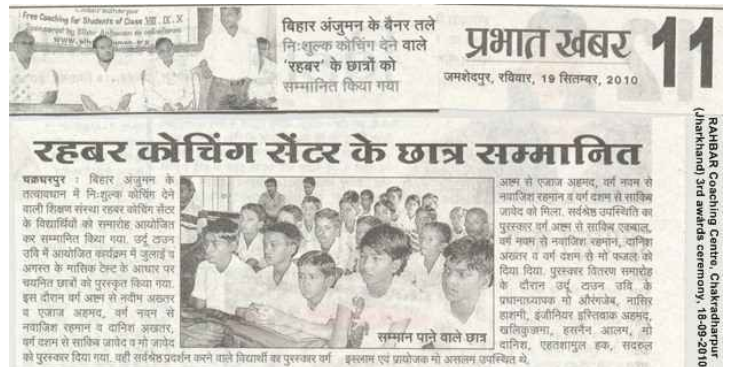 Chakradharpur
Free Coaching for Students of Class VIII, IX, X
बिहार अंजुमन के बैनर तले
निःशुल्क कोचिंग देने वाले
'रहबर' के छात्रों को
सम्मानित किया गया
प्रभात खबर
11
जमशेदपुर, रविवार, 19 सितम्बर, 2010
रहबर कोचिंग सेंटर के छात्र सम्मानित
चक्रधरपुर : बिहार अंजुमन के
तत्वावधान में निःशुल्क कोचिंग देने
वाली शिक्षण संस्था रहबर कोचिंग सेंटर
के विद्यार्थियों को समारोह आयोजित
कर सम्मानित किया गया. उर्दू टाउन
उवि में आयोजित कार्यक्रम में जुलाई व
अगस्त के मासिक टेस्ट के आधार पर
चयनित छात्रों को पुरस्कृत किया गया.
इस दौरान वर्ग अष्टम से नदीम अख्तर
व एजाज अहमद, वर्ग नवम से
नवाजिश रहमान व दानिश अख्तर,
वर्ग दशम से साकिब जावेद व मो जावेद
को पुरस्कार दिया गया. वहीं सर्वश्रेष्ठ प्रदर्शन करने वाले विद्यार्थी का पुरस्कार वर्ग
सम्मान पाने वाले छात्र
अष्टम से एजाज अहमद, वर्ग नवम से
नवाजिश रहमान व वर्ग दशम से साकिब
जावेद को मिला. सर्वश्रेष्ठ उपस्थिति का
पुरस्कार वर्ग अष्टम से साकिब एकबाल,
वर्ग नवम से नवाजिश रहमान, दानिश
अख्तर व वर्ग दशम से मो फजल को
दिया दिया. पुरस्कार वितरण समारोह
के दौरान उर्दू टाउन उवि के
प्रधानाध्यापक मो औरंगजेब, नासिर
हाशमी, इंजीनियर इस्तियाक अहमद,
खलिकुज्जमा, हसनैन आलम, मो
दानिश, एहतशामुल हक, सदरुल
इस्लाम एवं प्रायोजक मो असलम उपस्थित थे.
RAHBAR Coaching Centre, Chakradharpur
(Jharkhand) 3rd awards ceremony, 18-09-2010